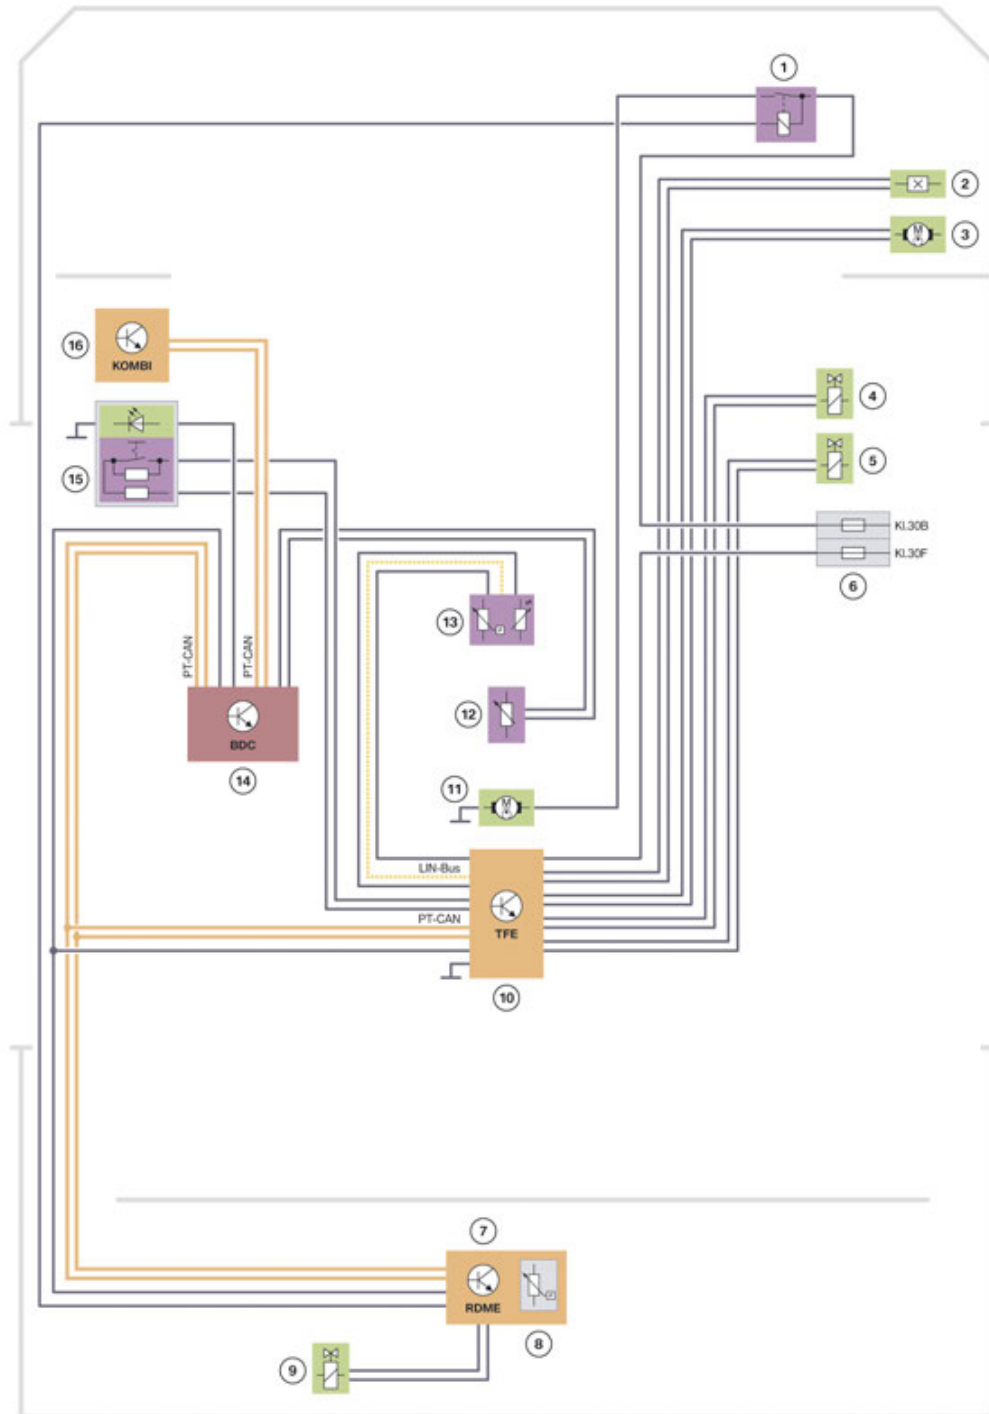 1
2
M
3
16
KOMBI
4
15
5
Kl.30B
Kl.30F
6
13
PT-CAN
PT-CAN
12
BDC
14
11
M
LIN-Bus
PT-CAN
TFE
10
7
RDME
8
9